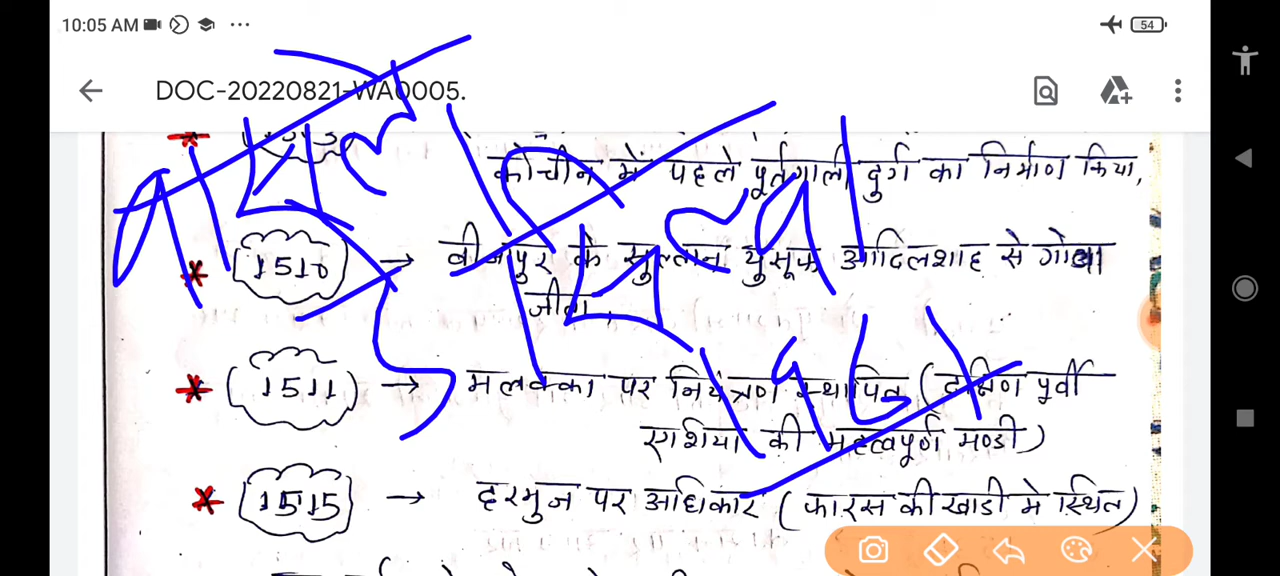 10:05 AM
54
DOC-20220821-WA0005.
कोचीन में पहले पुर्तगाली दुर्ग का निर्माण किया,
* 1510 → बीजापुर के सुल्तान युसूफ आदिलशाह से गोवा
जीता,
* 1511 → मलक्का पर नियंत्रण स्थापित (दक्षिण पूर्वी
एशिया की महत्वपूर्ण मण्डी)
* 1515 → हरमुज पर अधिकार (फारस की खाडी मे स्थित)